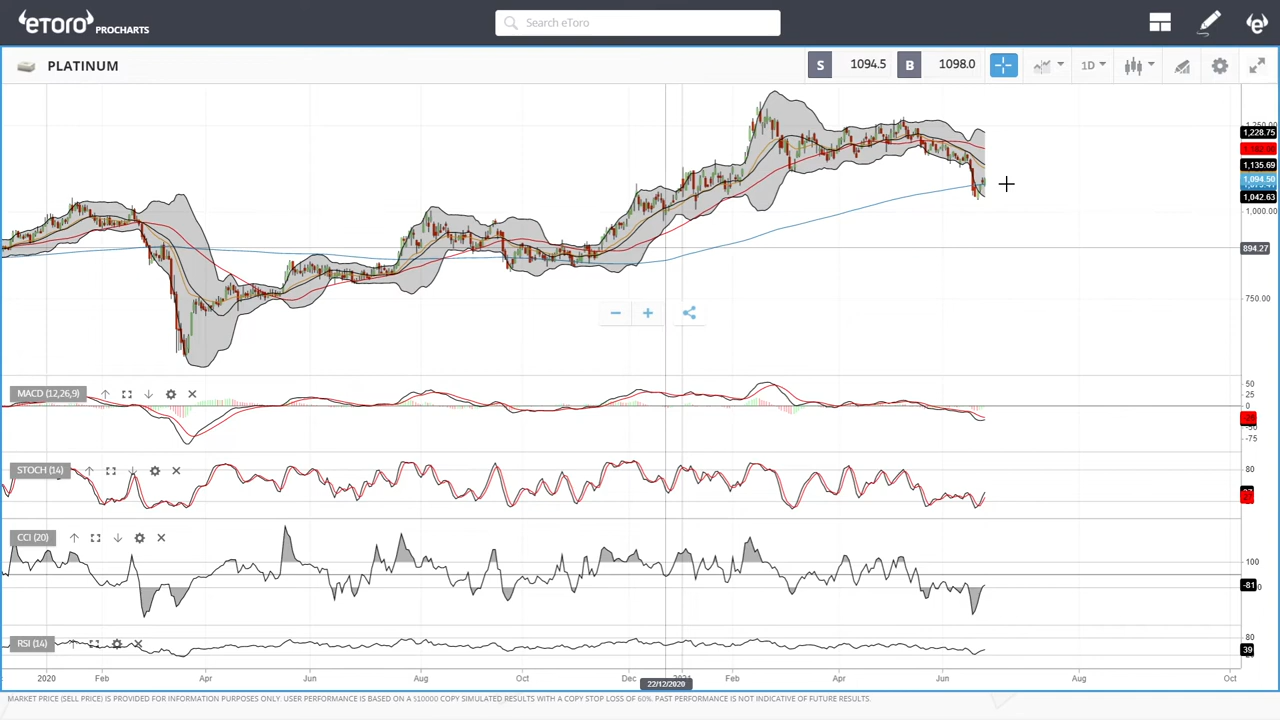 eToro PROCHARTS
Search eToro
PLATINUM
S 1094.5 B 1098.0
1D
1,228.75
1,135.69
1,094.50
1,042.63
1,000.00
894.27
750.00
MACD (12,26,9)
50
25
0
-75
STOCH (14)
80
CCI (20)
100
-81
RSI (14)
80
39
2020 Feb Apr Jun Aug Oct Dec Feb Apr Jun Aug Oct
22/12/2020
MARKET PRICE (SELL PRICE) IS PROVIDED FOR INFORMATION PURPOSES ONLY. USER PERFORMANCE IS BASED ON A $10000 COPY SIMULATED RESULTS WITH A COPY STOP LOSS OF 60%. PAST PERFORMANCE IS NOT INDICATIVE OF FUTURE RESULTS.